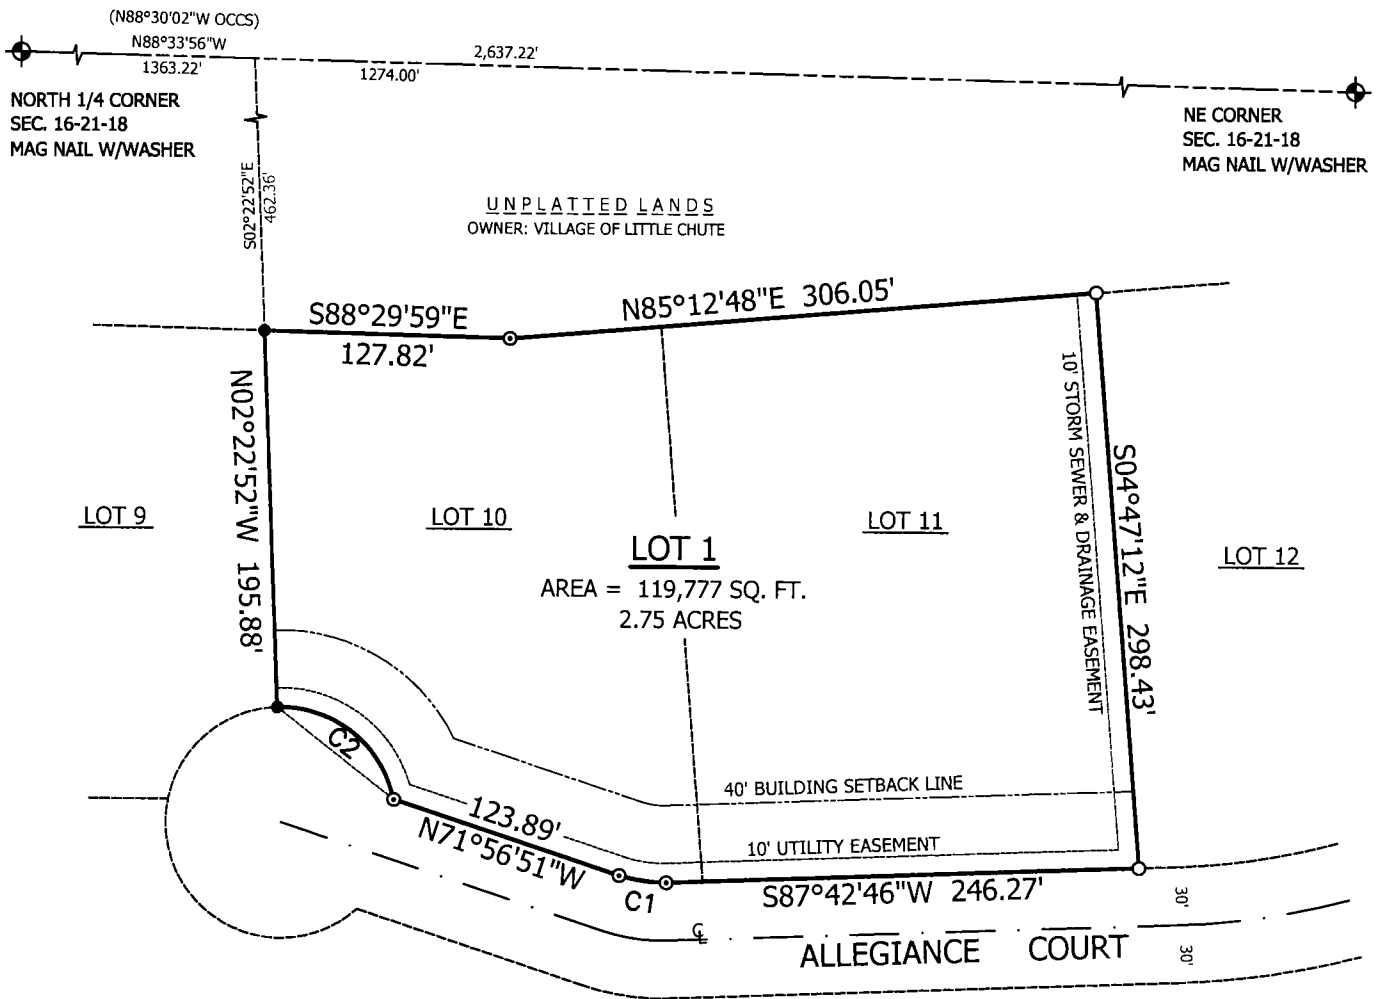 (N88°30'02"W OCCS)
N88°33'56"W
1363.22'
1274.00'
2,637.22'
NORTH 1/4 CORNER
SEC. 16-21-18
MAG NAIL W/WASHER
NE CORNER
SEC. 16-21-18
MAG NAIL W/WASHER
S02°22'52"E
462.36'
UNPLATTED LANDS
OWNER: VILLAGE OF LITTLE CHUTE
S88°29'59"E
127.82'
N85°12'48"E 306.05'
N02°22'52"W 195.88'
10' STORM SEWER & DRAINAGE EASEMENT
S04°47'12"E 298.43'
LOT 9
LOT 10
LOT 11
LOT 12
LOT 1
AREA = 119,777 SQ. FT.
2.75 ACRES
C2
40' BUILDING SETBACK LINE
123.89'
N71°56'51"W
10' UTILITY EASEMENT
C1
S87°42'46"W 246.27'
30'
℄
ALLEGIANCE COURT
30'